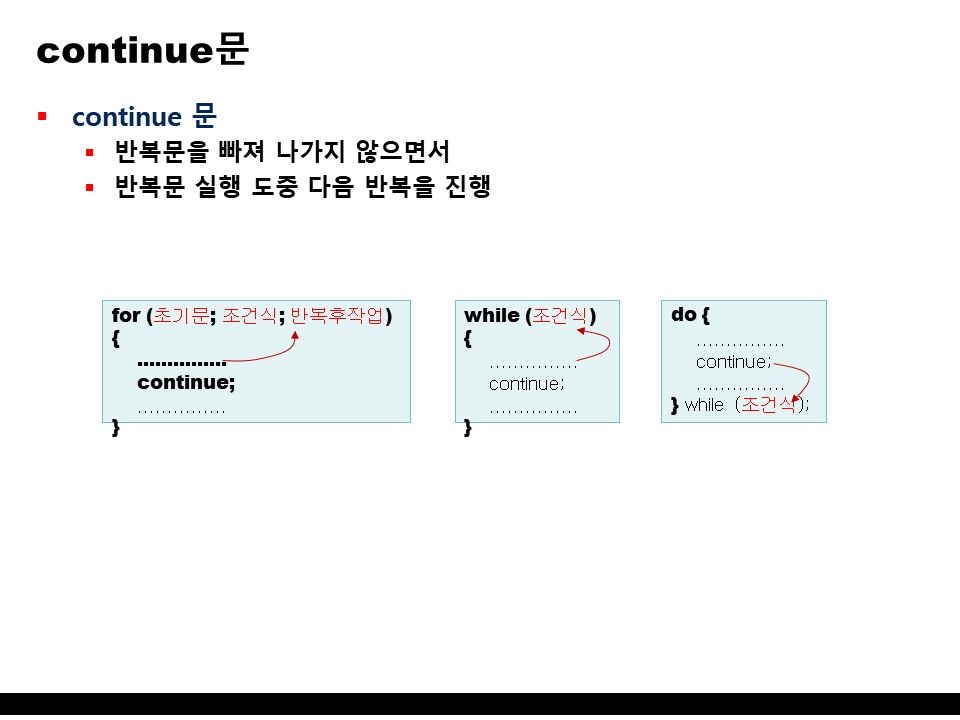 continue문
continue 문
반복문을 빠져 나가지 않으면서
반복문 실행 도중 다음 반복을 진행
for (초기문; 조건식; 반복후작업)
{
...............
continue;
...............
}
while (조건식)
{
...............
continue;
...............
}
do {
...............
continue;
...............
} while (조건식);